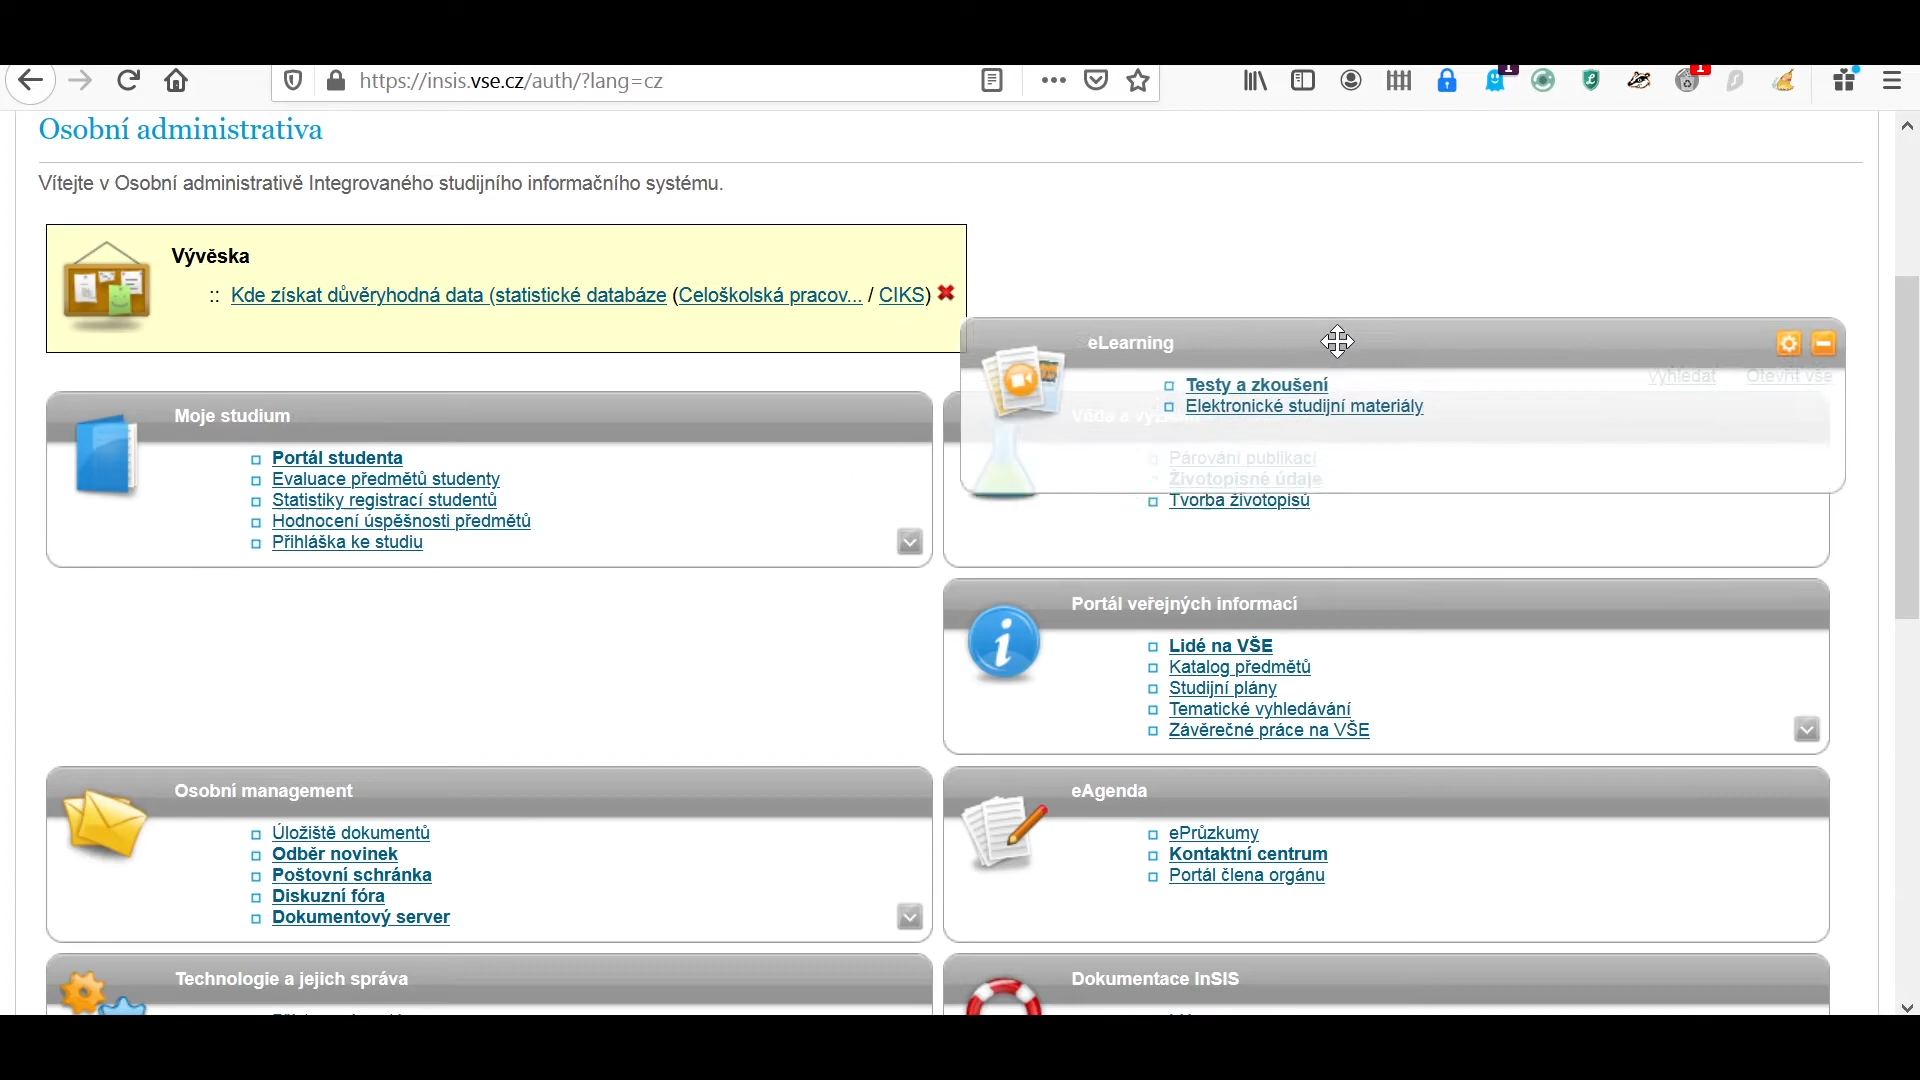 https://insis.vse.cz/auth/?lang=cz
1
1
Osobní administrativa
Vítejte v Osobní administrativě Integrovaného studijního informačního systému.
Vývěska
:: Kde získat důvěryhodná data (statistické databáze (Celoškolská pracov... / CIKS)
eLearning
Testy a zkoušení
Elektronické studijní materiály
Vyhledat Otevřít vše
Moje studium
Portál studenta
Evaluace předmětů studenty
Statistiky registrací studentů
Hodnocení úspěšnosti předmětů
Přihláška ke studiu
Věda a
Párování publikací
Životopisné údaje
Tvorba životopisů
Portál veřejných informací
Lidé na VŠE
Katalog předmětů
Studijní plány
Tematické vyhledávání
Závěrečné práce na VŠE
Osobní management
Úložiště dokumentů
Odběr novinek
Poštovní schránka
Diskuzní fóra
Dokumentový server
eAgenda
ePrůzkumy
Kontaktní centrum
Portál člena orgánu
Technologie a jejich správa
Dokumentace InSIS